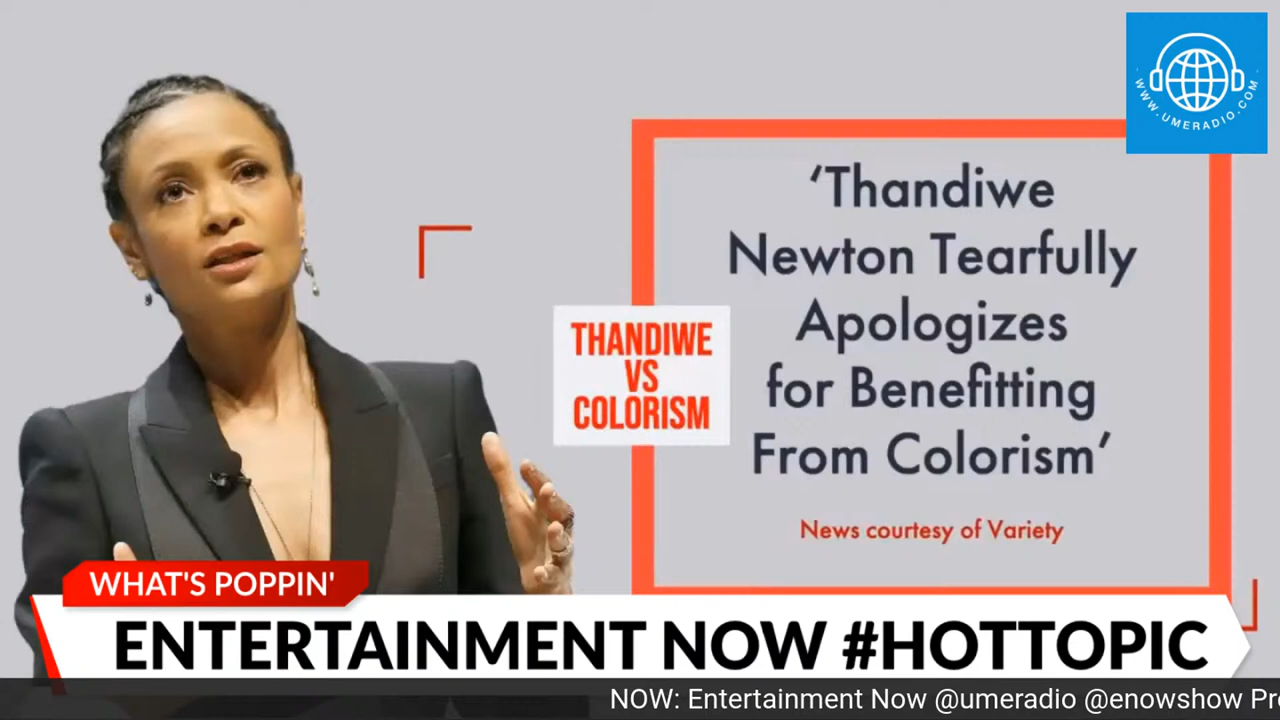 WWW.UMERADIO.COM
‘Thandiwe
Newton Tearfully
Apologizes
for Benefitting
From Colorism’
News courtesy of Variety
THANDIWE
VS
COLORISM
WHAT'S POPPIN'
ENTERTAINMENT NOW #HOTTOPIC
NOW: Entertainment Now @umeradio @enowshow Pr